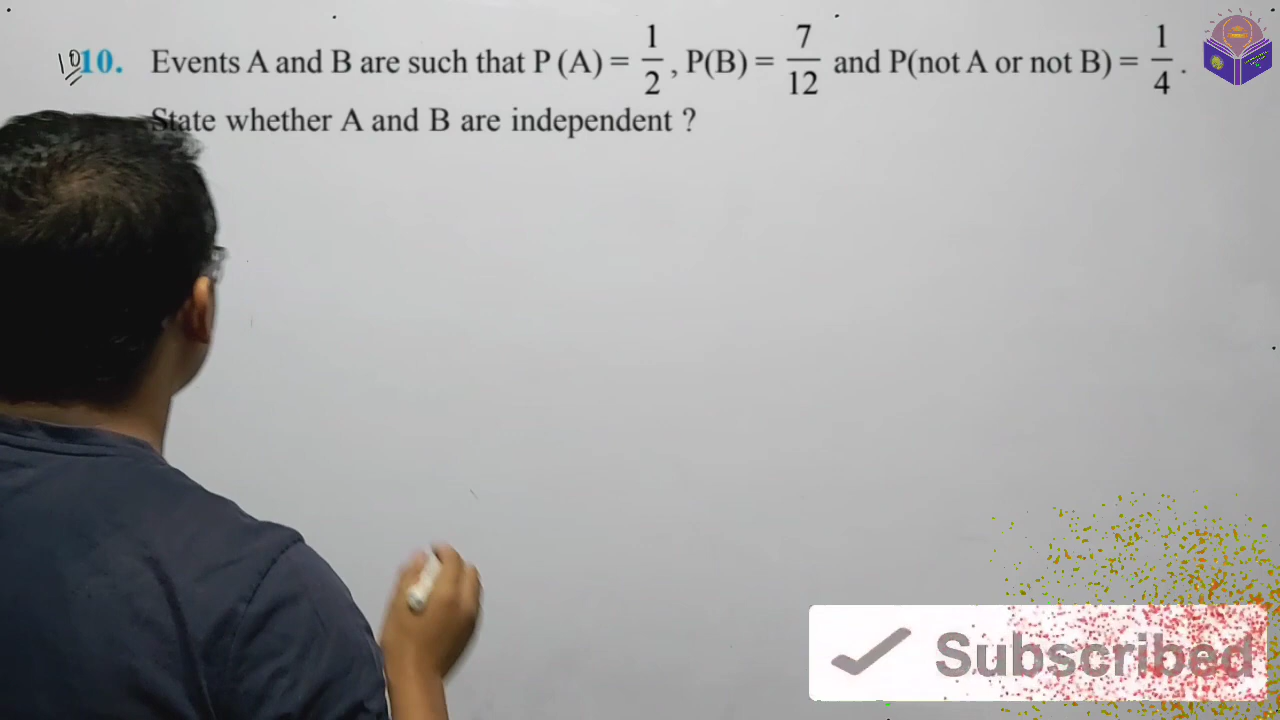 10 10. Events A and B are such that P (A) = 1/2, P(B) = 7/12 and P(not A or not B) = 1/4.
State whether A and B are independent ?
Subscribed